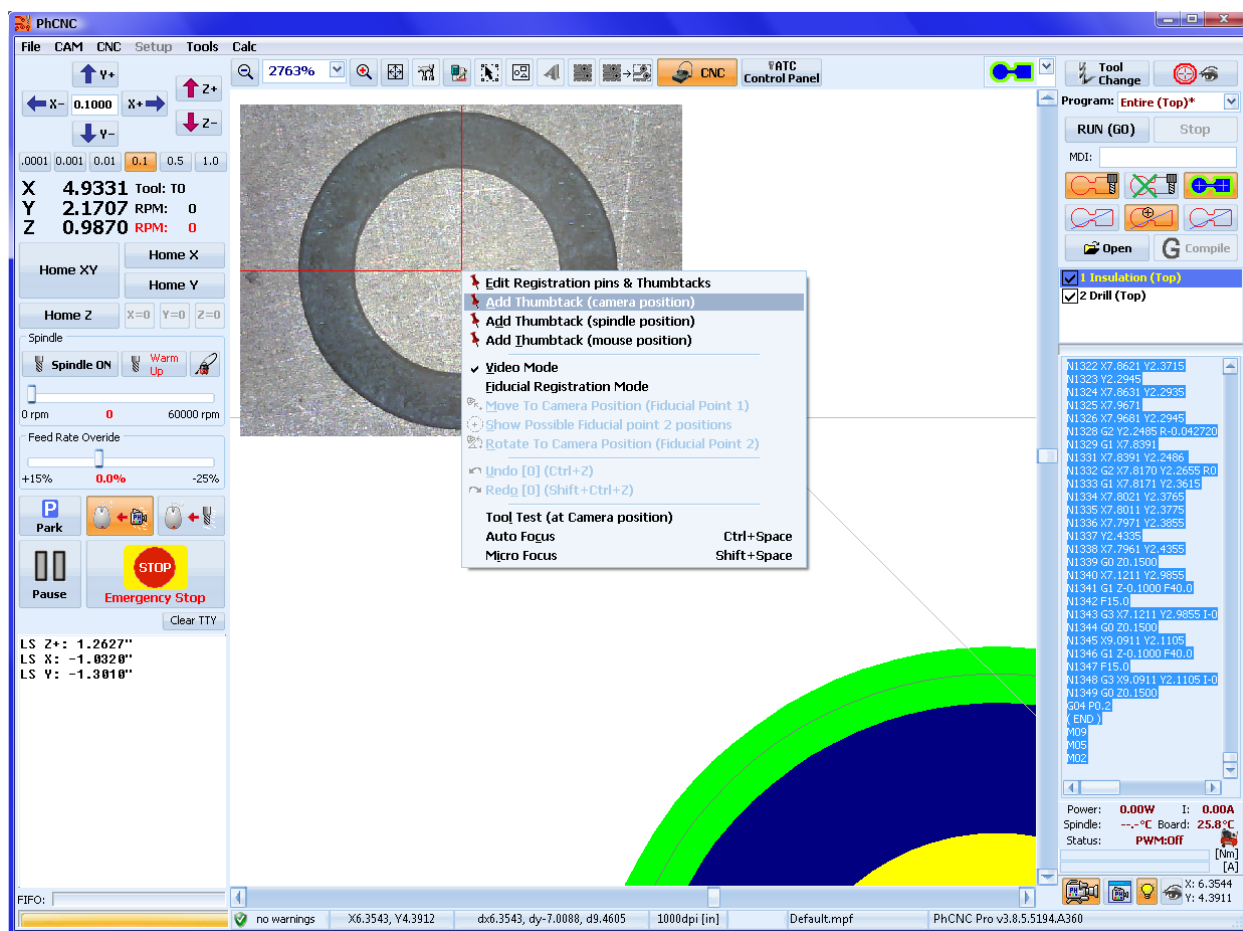 PhCNC
File CAM CNC Setup Tools Calc
Y+
X- 0.1000 X+
Y-
Z+
Z-
.0001 0.001 0.01 0.1 0.5 1.0
X 4.9331 Tool: T0
Y 2.1707 RPM: 0
Z 0.9870 RPM: 0
Home XY
Home X
Home Y
Home Z X=0 Y=0 Z=0
Spindle
Spindle ON Warm Up
0 rpm 0 60000 rpm
Feed Rate Overide
+15% 0.0% -25%
P
Park
Pause
STOP
Emergency Stop
Clear TTY
LS Z+: 1.2627"
LS X: -1.0320"
LS Y: -1.3010"
FIFO:
2763%
CNC
ATC
Control Panel
Edit Registration pins & Thumbtacks
Add Thumbtack (camera position)
Add Thumbtack (spindle position)
Add Thumbtack (mouse position)
Video Mode
Fiducial Registration Mode
Move To Camera Position (Fiducial Point 1)
Show Possible Fiducial point 2 positions
Rotate To Camera Position (Fiducial Point 2)
Undo [0] (Ctrl+Z)
Redo [0] (Shift+Ctrl+Z)
Tool Test (at Camera position)
Auto Focus Ctrl+Space
Micro Focus Shift+Space
Tool
Change
Program: Entire (Top)*
RUN (GO) Stop
MDI:
Open G Compile
1 Insulation (Top)
2 Drill (Top)
N1322 X7.8621 Y2.3715
N1323 Y2.2945
N1324 X7.8631 Y2.2935
N1325 X7.9671
N1326 X7.9681 Y2.2945
N1328 G2 Y2.2485 R-0.042720
N1329 G1 X7.8391
N1331 X7.8391 Y2.2486
N1332 G2 X7.8170 Y2.2655 R0
N1333 G1 X7.8171 Y2.3615
N1334 X7.8021 Y2.3765
N1335 X7.8011 Y2.3775
N1336 X7.7971 Y2.3855
N1337 Y2.4335
N1338 X7.7961 Y2.4355
N1339 G0 Z0.1500
N1340 X7.1211 Y2.9855
N1341 G1 Z-0.1000 F40.0
N1342 F15.0
N1343 G3 X7.1211 Y2.9855 I-0
N1344 G0 Z0.1500
N1345 X9.0911 Y2.1105
N1346 G1 Z-0.1000 F40.0
N1347 F15.0
N1348 G3 X9.0911 Y2.1105 I-0
N1349 G0 Z0.1500
G04 P0.2
( END )
M09
M05
M02
Power: 0.00W I: 0.00A
Spindle: --.-°C Board: 25.8°C
Status: PWM:Off
[Nm]
[A]
X: 6.3544
Y: 4.3911
no warnings X6.3543, Y4.3912 dx6.3543, dy-7.0088, d9.4605 1000dpi [in] Default.mpf PhCNC Pro v3.8.5.5194.A360